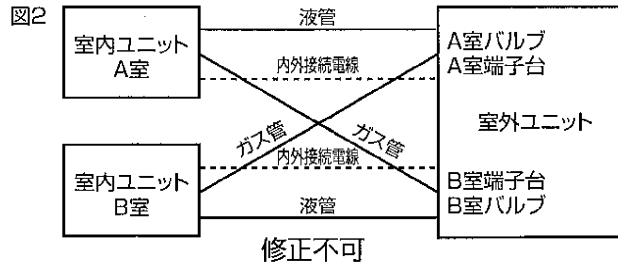 図2
液管
室内ユニット
A室
内外接続電線
A室バルブ
A室端子台
室外ユニット
ガス管
ガス管
内外接続電線
室内ユニット
B室
B室端子台
B室バルブ
液管
修正不可